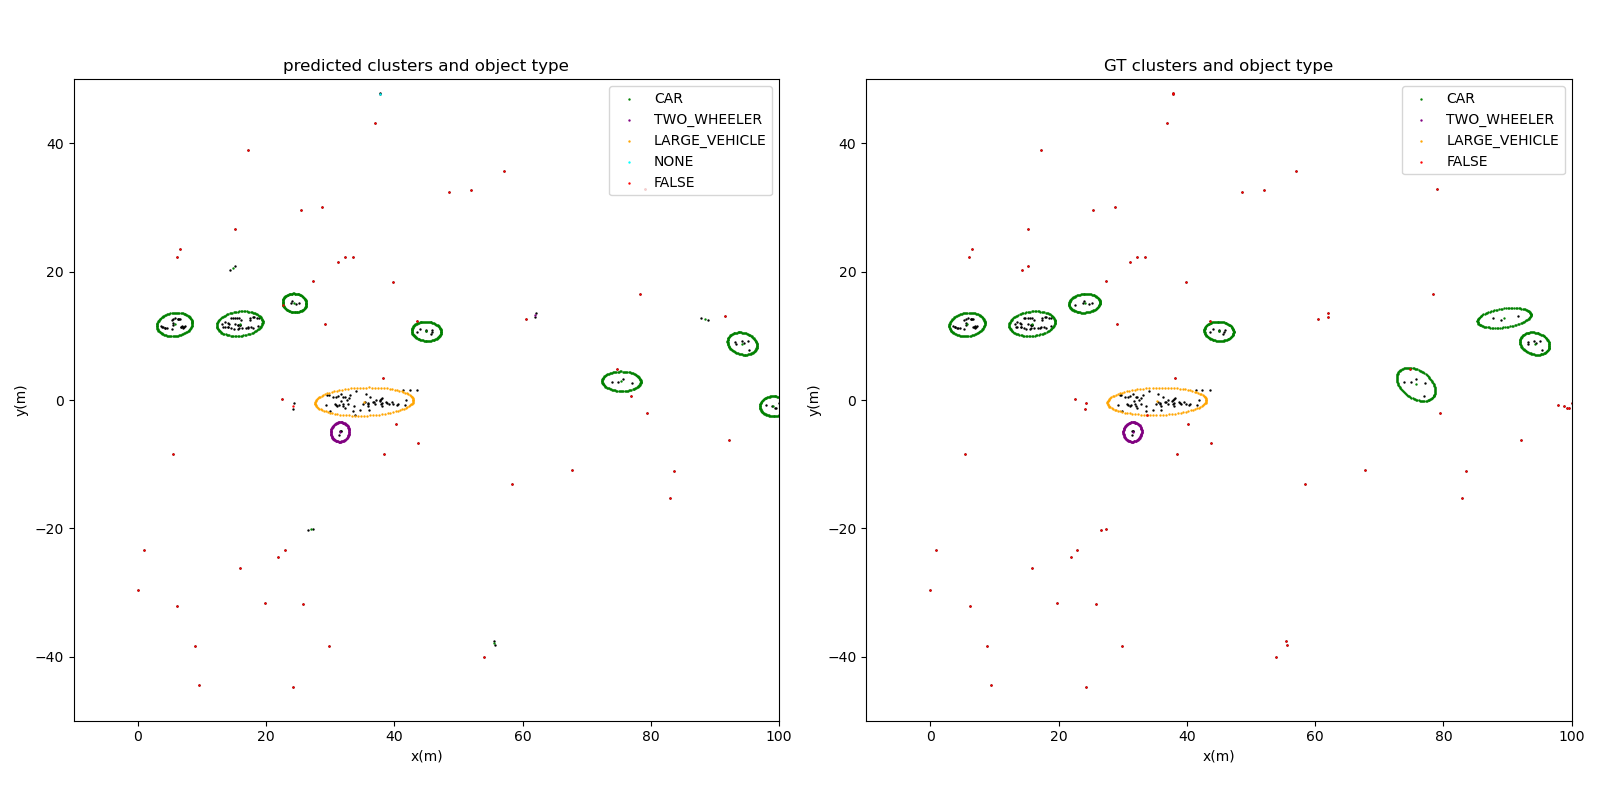 predicted clusters and object type
CAR
TWO_WHEELER
LARGE_VEHICLE
NONE
FALSE
40
20
0
−20
−40
y(m)
0
20
40
60
80
100
x(m)
GT clusters and object type
CAR
TWO_WHEELER
LARGE_VEHICLE
FALSE
40
20
0
−20
−40
y(m)
0
20
40
60
80
100
x(m)